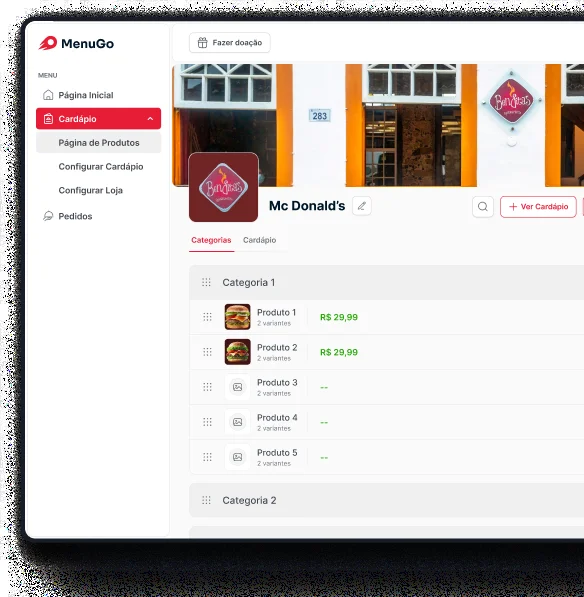 MenuGo
Fazer doação
MENU
Página Inicial
Cardápio
Página de Produtos
Configurar Cardápio
Configurar Loja
Pedidos
283
Mc Donald's
Ver Cardápio
Categorias
Cardápio
Categoria 1
Produto 1
2 variantes
R$ 29,99
Produto 2
2 variantes
R$ 29,99
Produto 3
2 variantes
--
Produto 4
2 variantes
--
Produto 5
2 variantes
--
Categoria 2